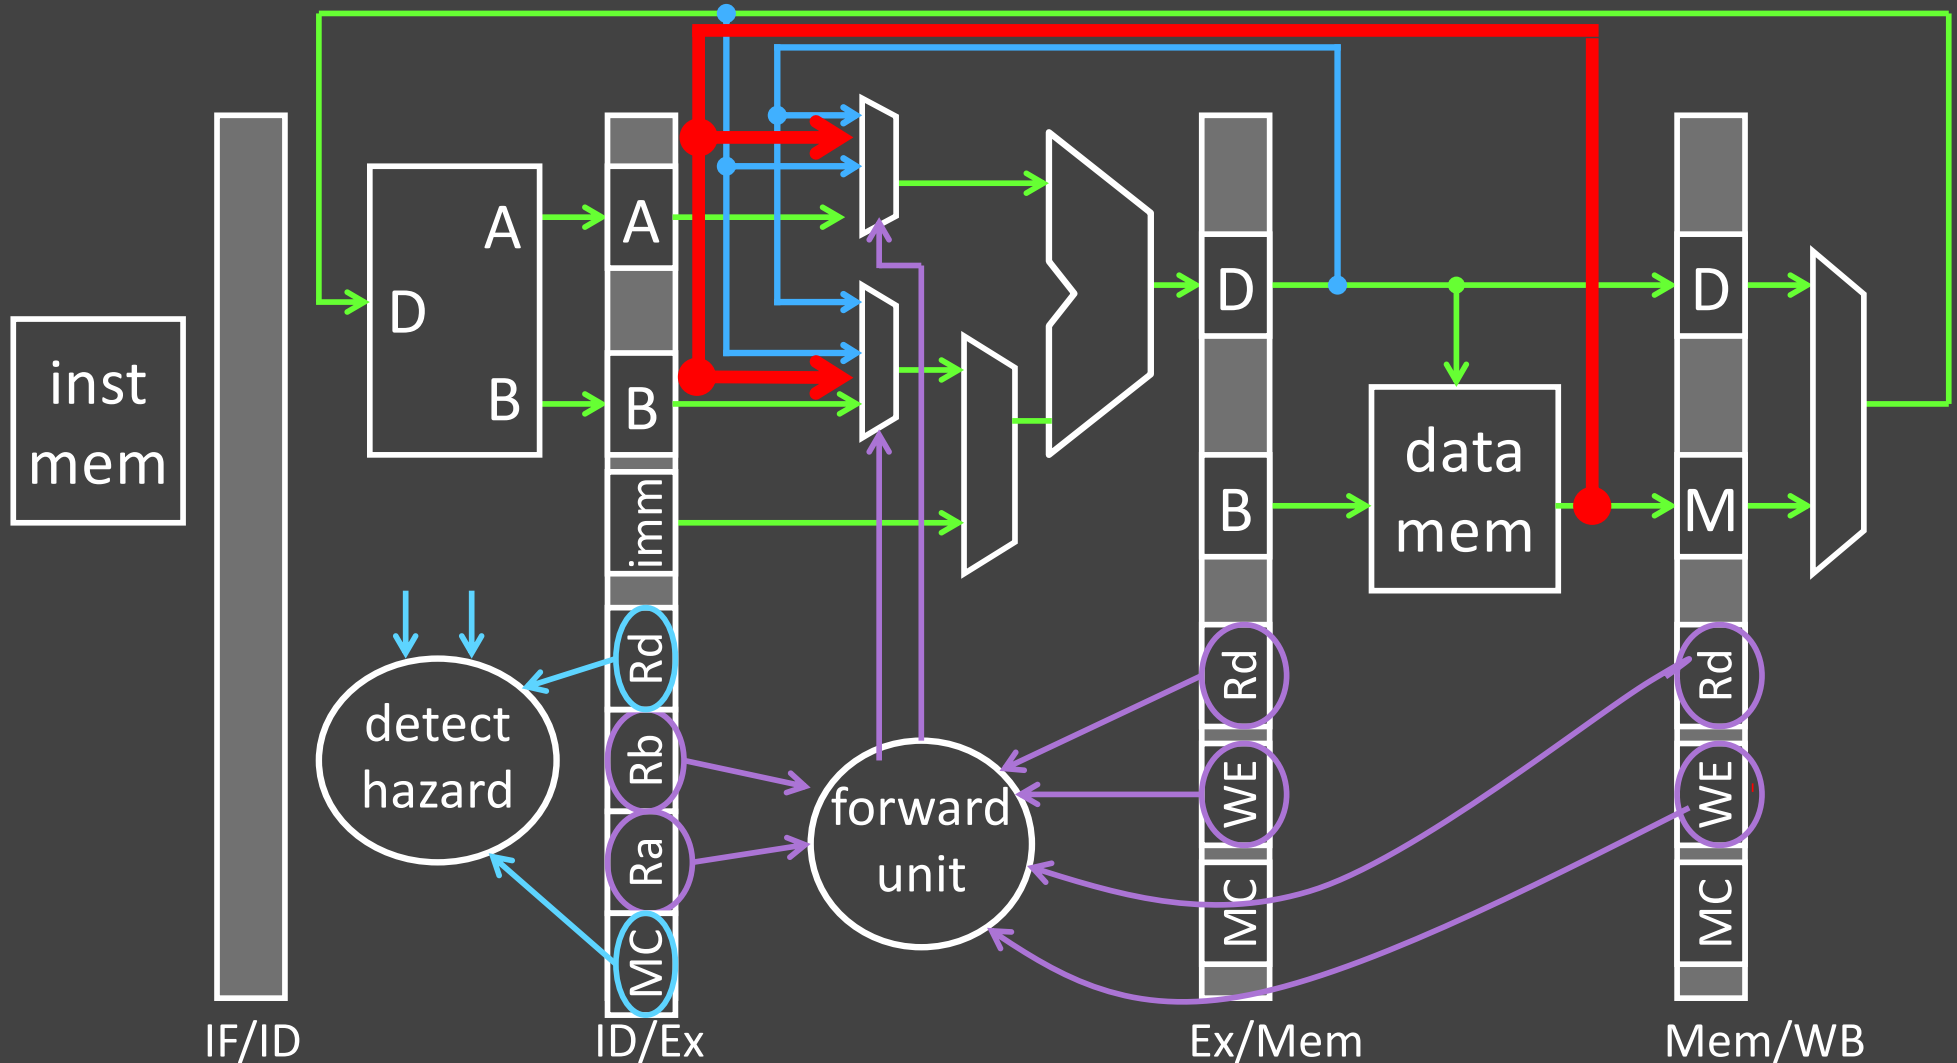 inst
mem
A
D
B
detect
hazard
A
B
imm
Rd
Rb
Ra
MC
forward
unit
D
B
Rd
WE
MC
data
mem
D
M
Rd
WE
MC
IF/ID
ID/Ex
Ex/Mem
Mem/WB